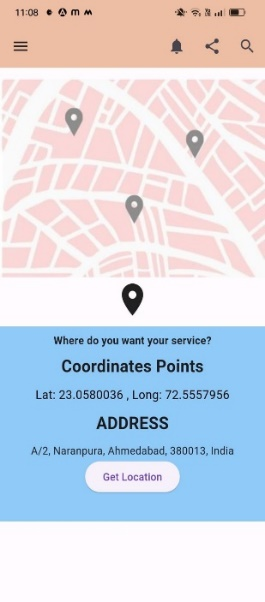 11:08
Where do you want your service?
Coordinates Points
Lat: 23.0580036 , Long: 72.5557956
ADDRESS
A/2, Naranpura, Ahmedabad, 380013, India
Get Location